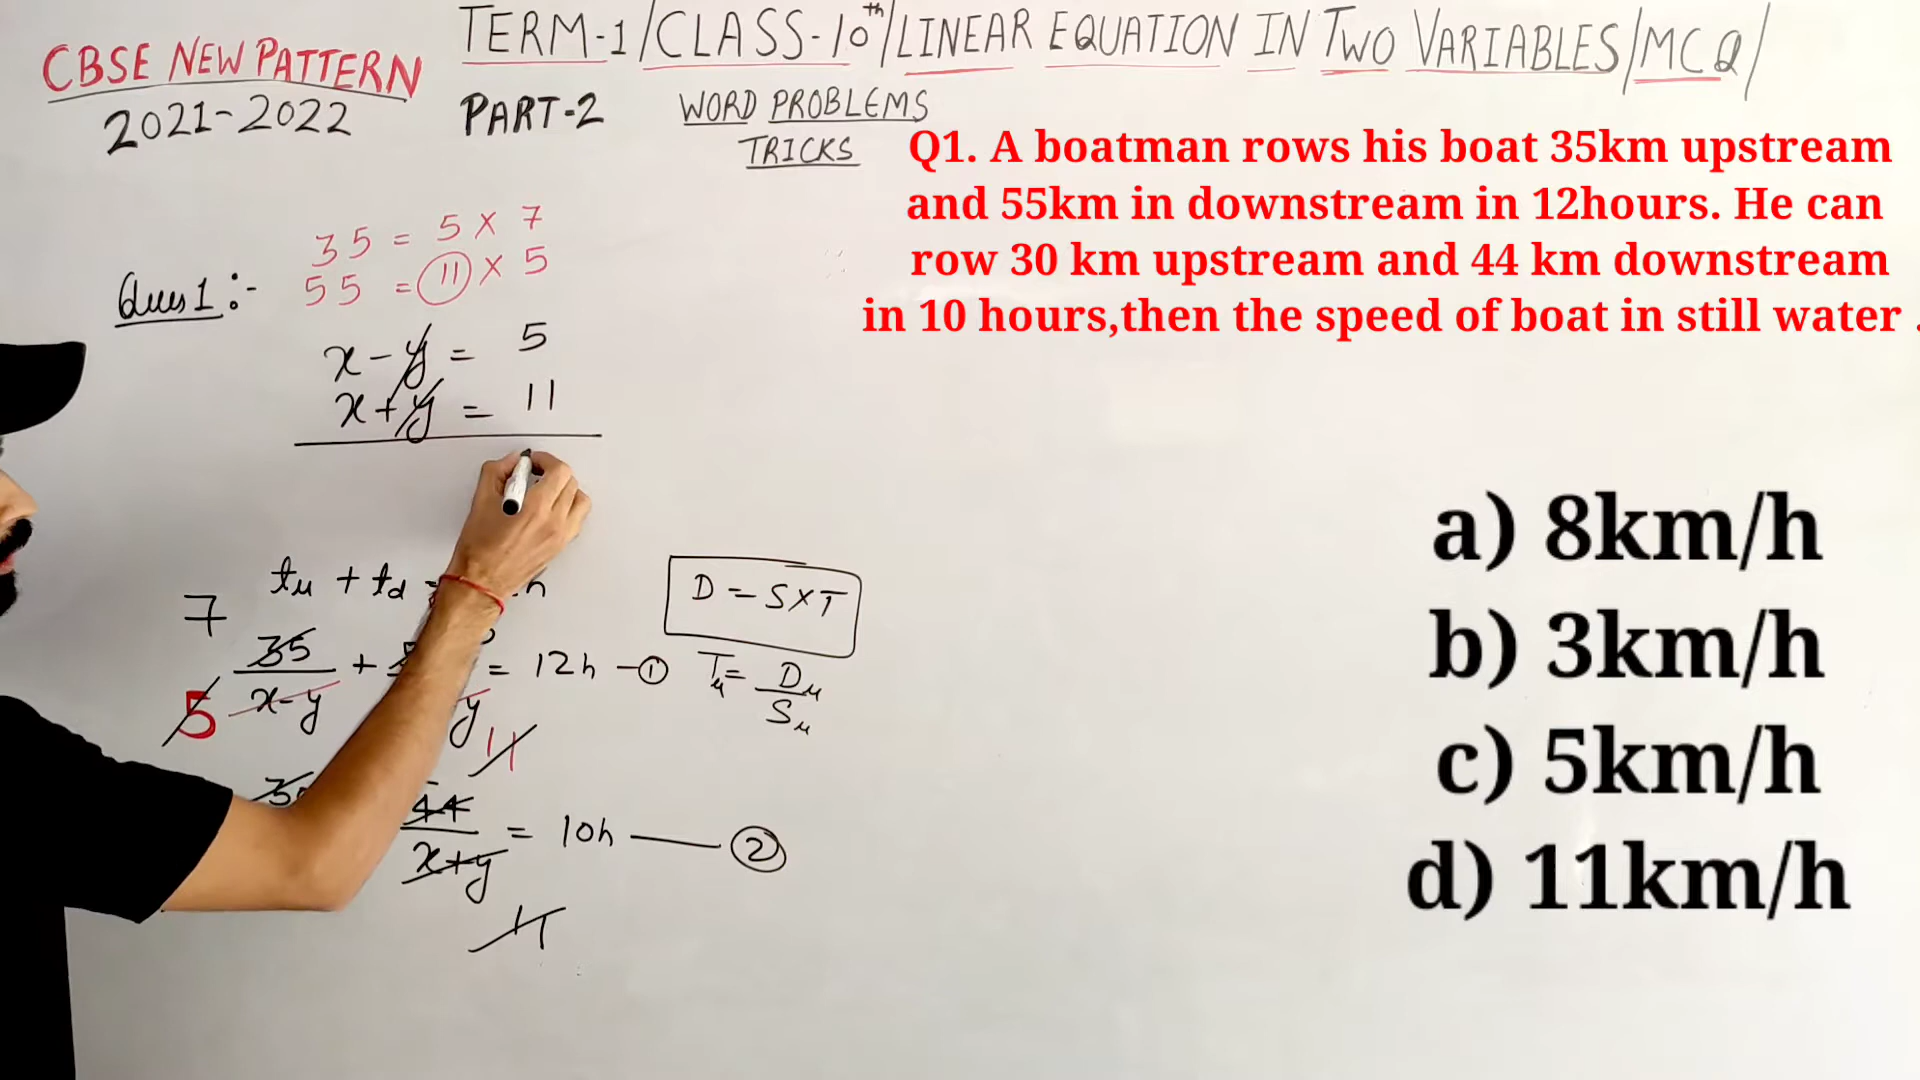 CBSE NEW PATTERN
2021-2022
TERM-1/CLASS-10th/LINEAR EQUATION IN TWO VARIABLES/MCQ/
PART-2
WORD PROBLEMS
TRICKS
Q1. A boatman rows his boat 35km upstream
and 55km in downstream in 12hours. He can
row 30 km upstream and 44 km downstream
in 10 hours,then the speed of boat in still water .
Ques 1 :-
35 = 5 × 7
55 = 11 × 5
x - y = 5
x + y = 11
tu + td
D = S×T
7
35/x-y + = 12h - ①
5
y
11
Tu = Du/Su
44/x+y = 10h — ②
11
a) 8km/h
b) 3km/h
c) 5km/h
d) 11km/h